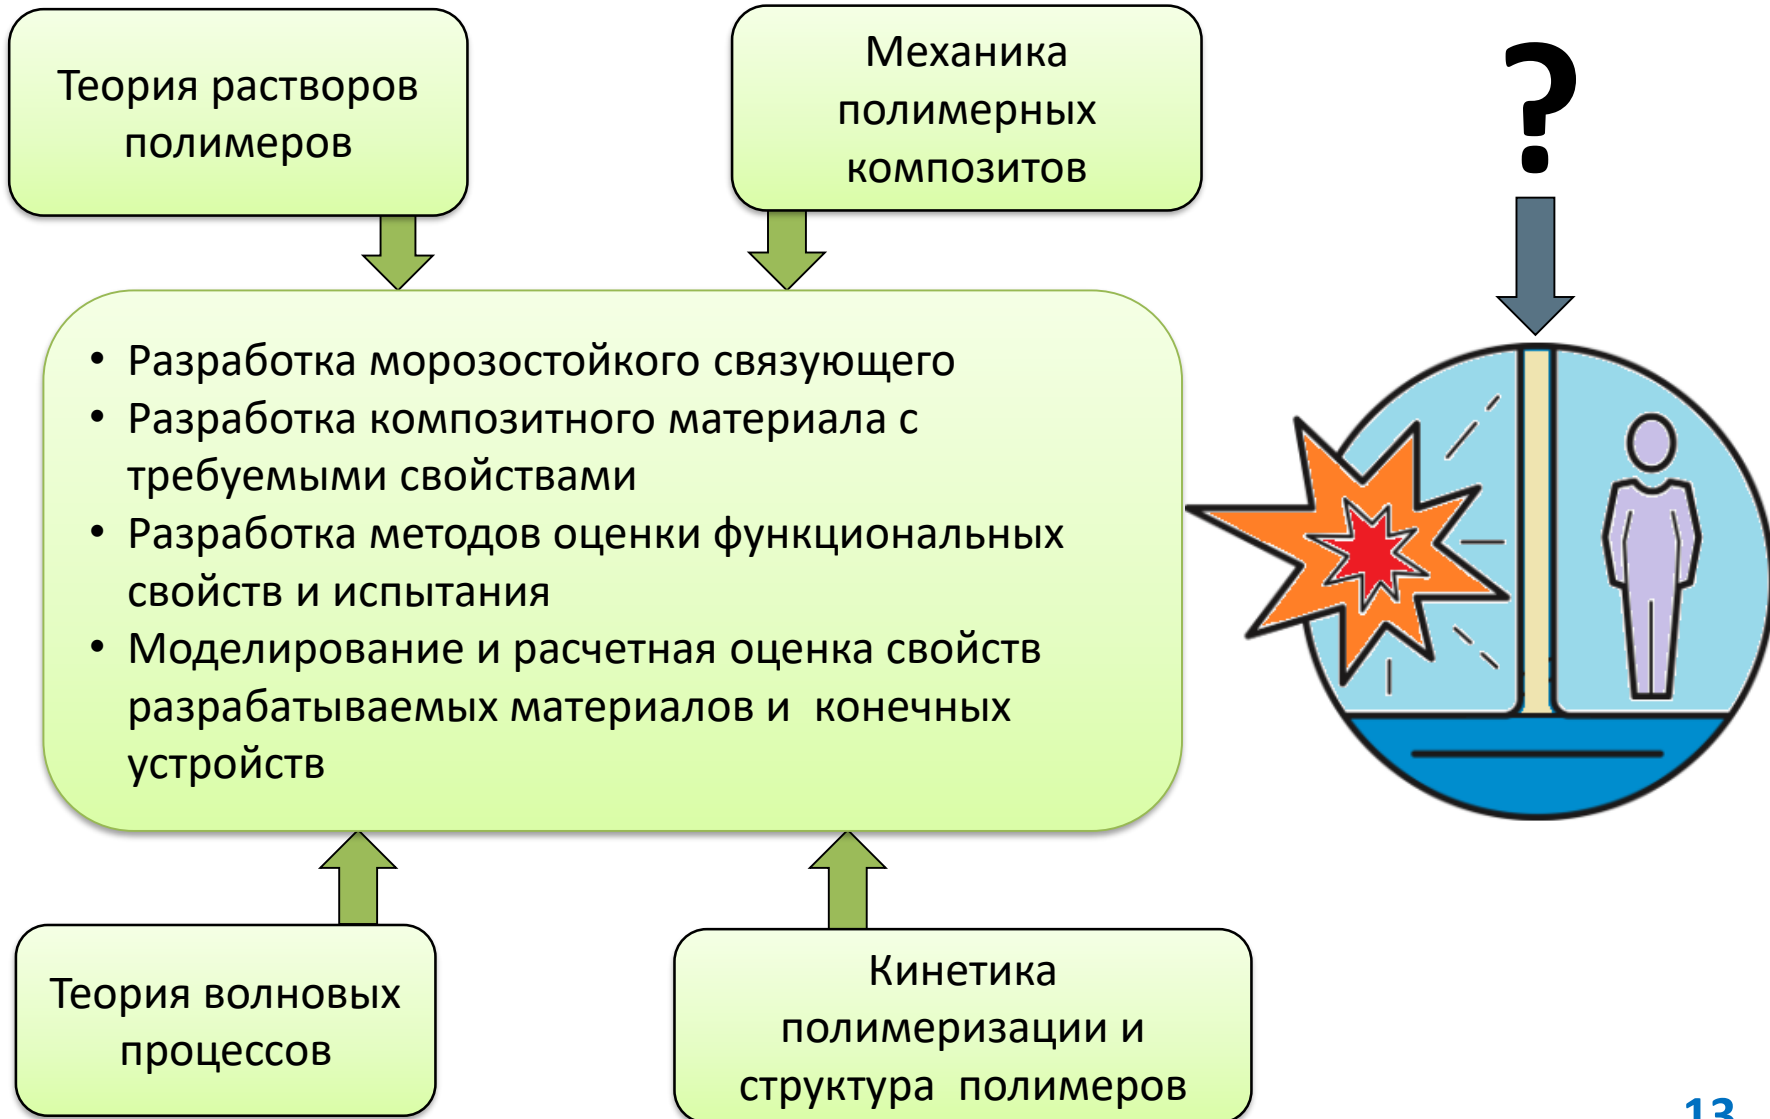 Теория растворов
полимеров
Механика
полимерных
композитов
?
• Разработка морозостойкого связующего
• Разработка композитного материала с
требуемыми свойствами
• Разработка методов оценки функциональных
свойств и испытания
• Моделирование и расчетная оценка свойств
разрабатываемых материалов и  конечных
устройств
Теория волновых
процессов
Кинетика
полимеризации и
структура  полимеров
13